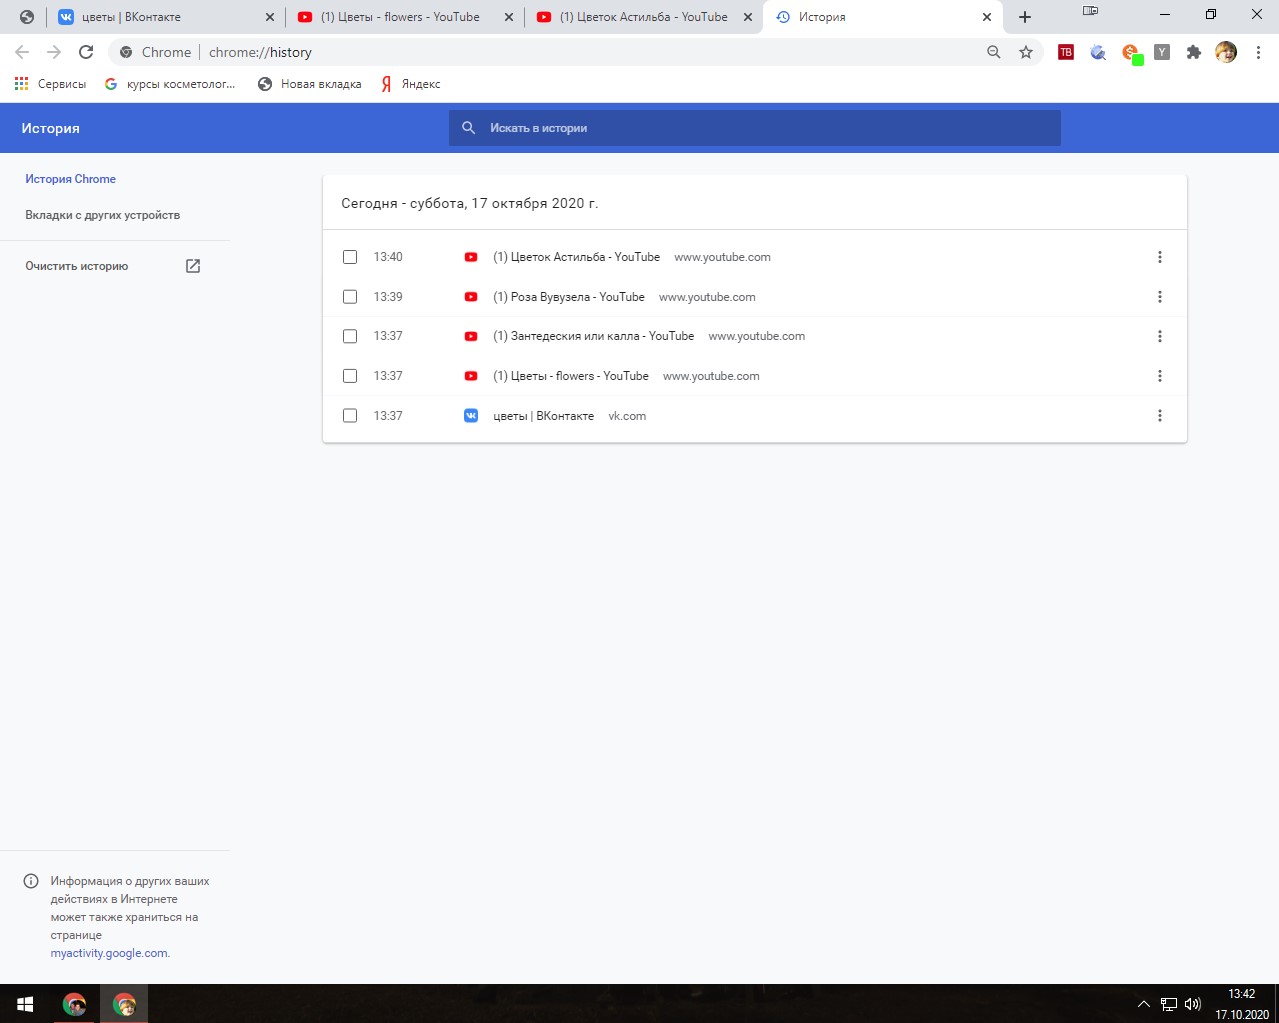 цветы | ВКонтакте
(1) Цветы - flowers - YouTube
(1) Цветок Астильба - YouTube
История
Chrome | chrome://history
ТВ
Y
Сервисы
курсы косметолог...
Новая вкладка
Яндекс
История
Искать в истории
История Chrome
Вкладки с других устройств
Очистить историю
Сегодня - суббота, 17 октября 2020 г.
13:40 (1) Цветок Астильба - YouTube www.youtube.com
13:39 (1) Роза Вувузела - YouTube www.youtube.com
13:37 (1) Зантедеския или калла - YouTube www.youtube.com
13:37 (1) Цветы - flowers - YouTube www.youtube.com
13:37 цветы | ВКонтакте vk.com
Информация о других ваших
действиях в Интернете
может также храниться на
странице
myactivity.google.com.
13:42
17.10.2020